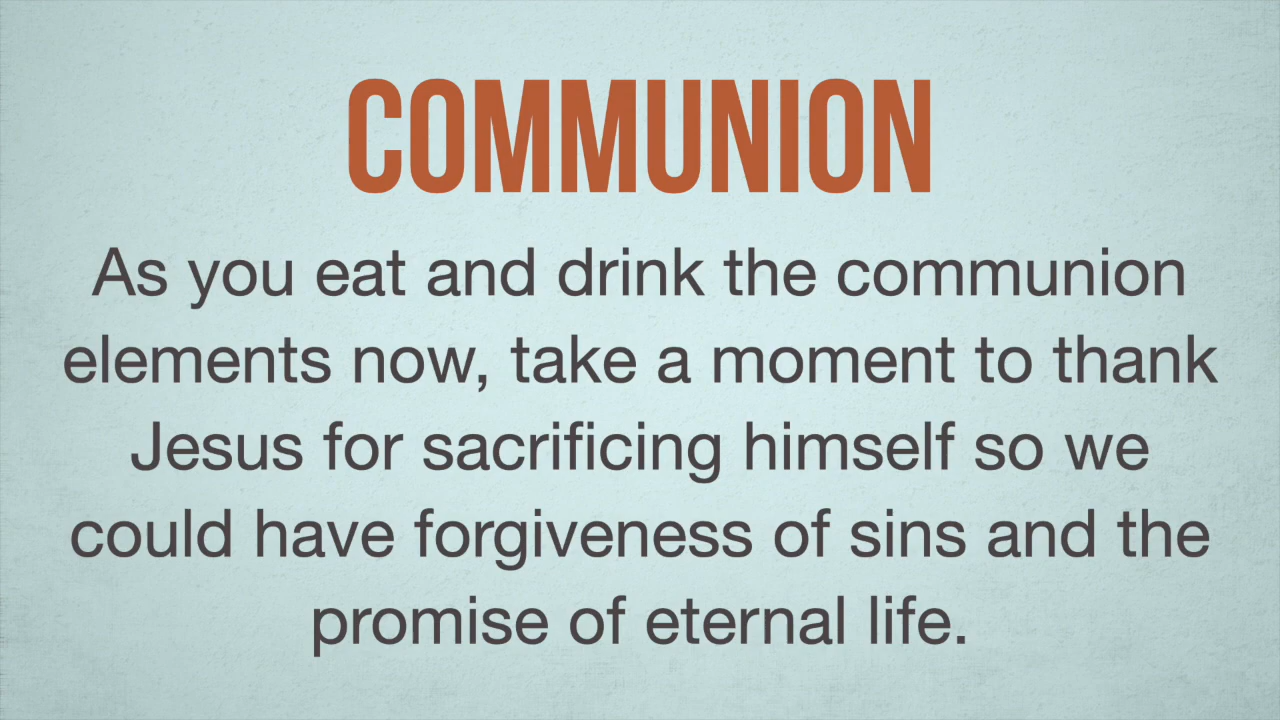 COMMUNION
As you eat and drink the communion
elements now, take a moment to thank
Jesus for sacrificing himself so we
could have forgiveness of sins and the
promise of eternal life.